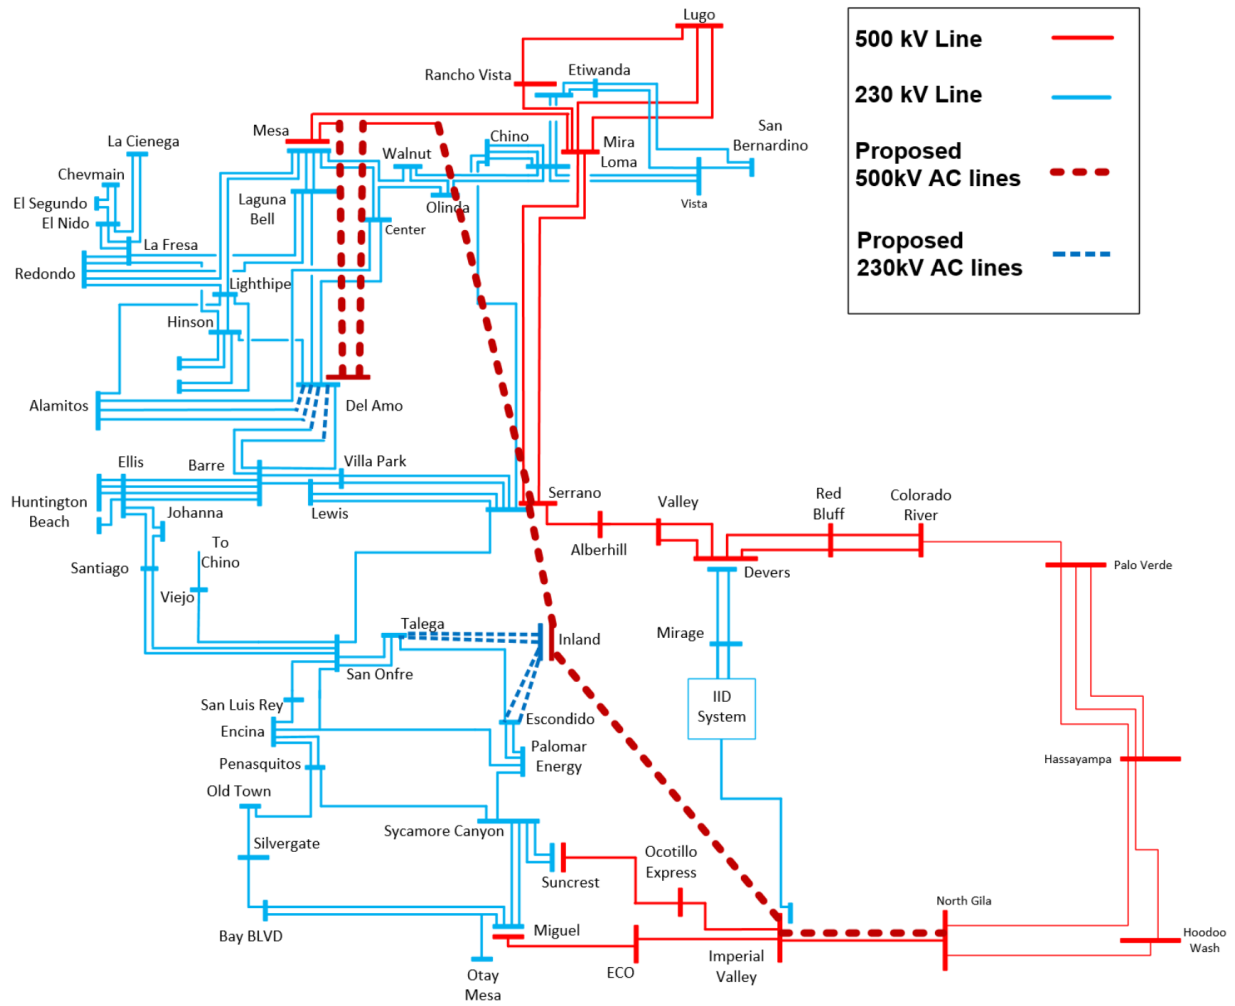 Lugo
500 kV Line
Rancho Vista
Etiwanda
230 kV Line
Mesa
La Cienega
Chino
Mira
Loma
San
Bernardino
Walnut
Proposed
500kV AC lines
Chevmain
El Segundo
El Nido
Laguna
Bell
Olinda
Vista
Center
La Fresa
Proposed
230kV AC lines
Redondo
Lighthipe
Hinson
Alamitos
Del Amo
Ellis
Barre
Villa Park
Huntington
Beach
Johanna
Lewis
Serrano
Valley
Red
Bluff
Colorado
River
Alberhill
To
Chino
Santiago
Viejo
Devers
Palo Verde
Talega
Inland
Mirage
San Onfre
San Luis Rey
IID
System
Encina
Escondido
Palomar
Energy
Penasquitos
Hassayampa
Old Town
Sycamore Canyon
Silvergate
Ocotillo
Express
Suncrest
North Gila
Bay BLVD
Miguel
Imperial
Valley
Hoodoo
Wash
ECO
Otay
Mesa